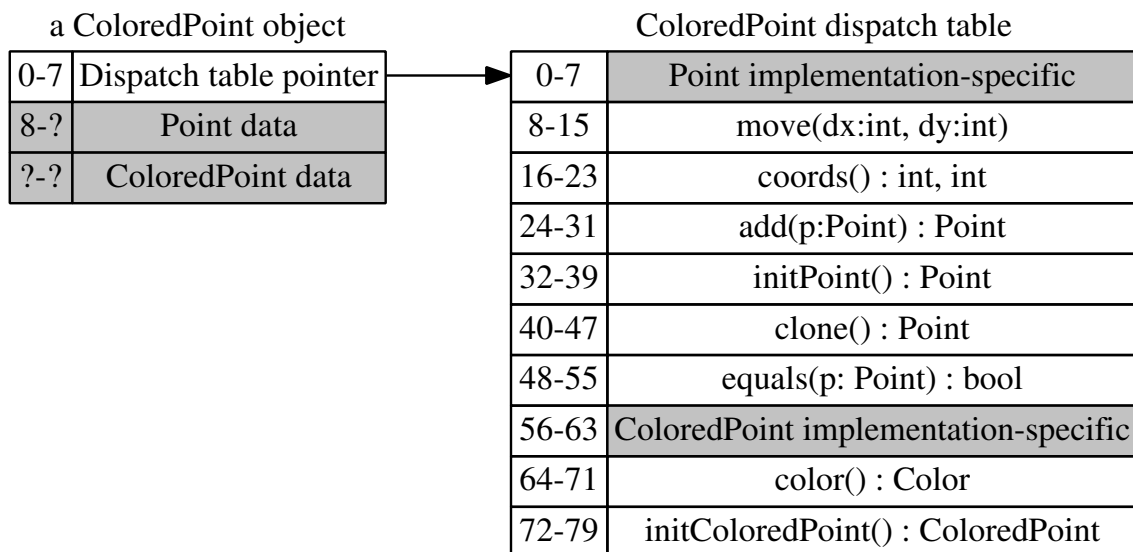 a ColoredPoint object
0-7 Dispatch table pointer
8-? Point data
?-? ColoredPoint data
ColoredPoint dispatch table
0-7 Point implementation-specific
8-15 move(dx:int, dy:int)
16-23 coords() : int, int
24-31 add(p:Point) : Point
32-39 initPoint() : Point
40-47 clone() : Point
48-55 equals(p: Point) : bool
56-63 ColoredPoint implementation-specific
64-71 color() : Color
72-79 initColoredPoint() : ColoredPoint